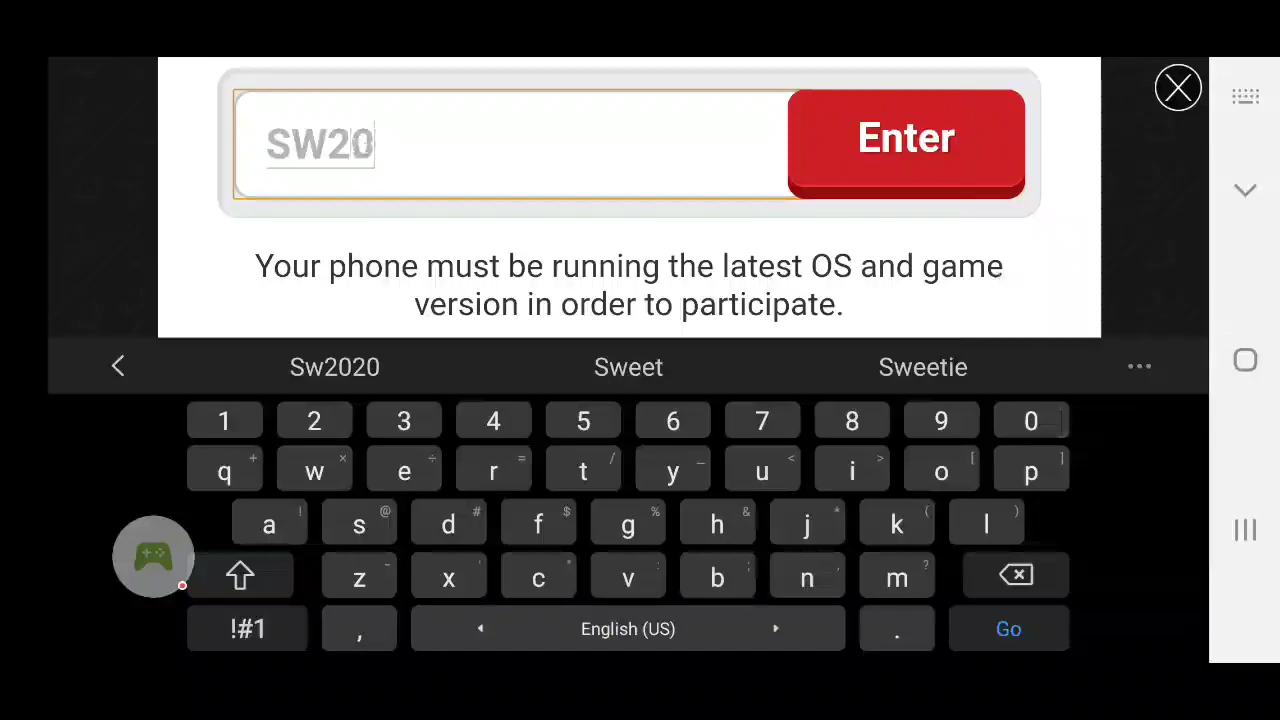 SW20
Enter
Your phone must be running the latest OS and game
version in order to participate.
Sw2020 Sweet Sweetie ...
1 2 3 4 5 6 7 8 9 0
q + w × e ÷ r = t / y _ u < i > o [ p ]
a ! s @ d # f $ g % h & j * k ( l )
z - x ' c " v : b ; n , m ?
!#1 , English (US) . Go